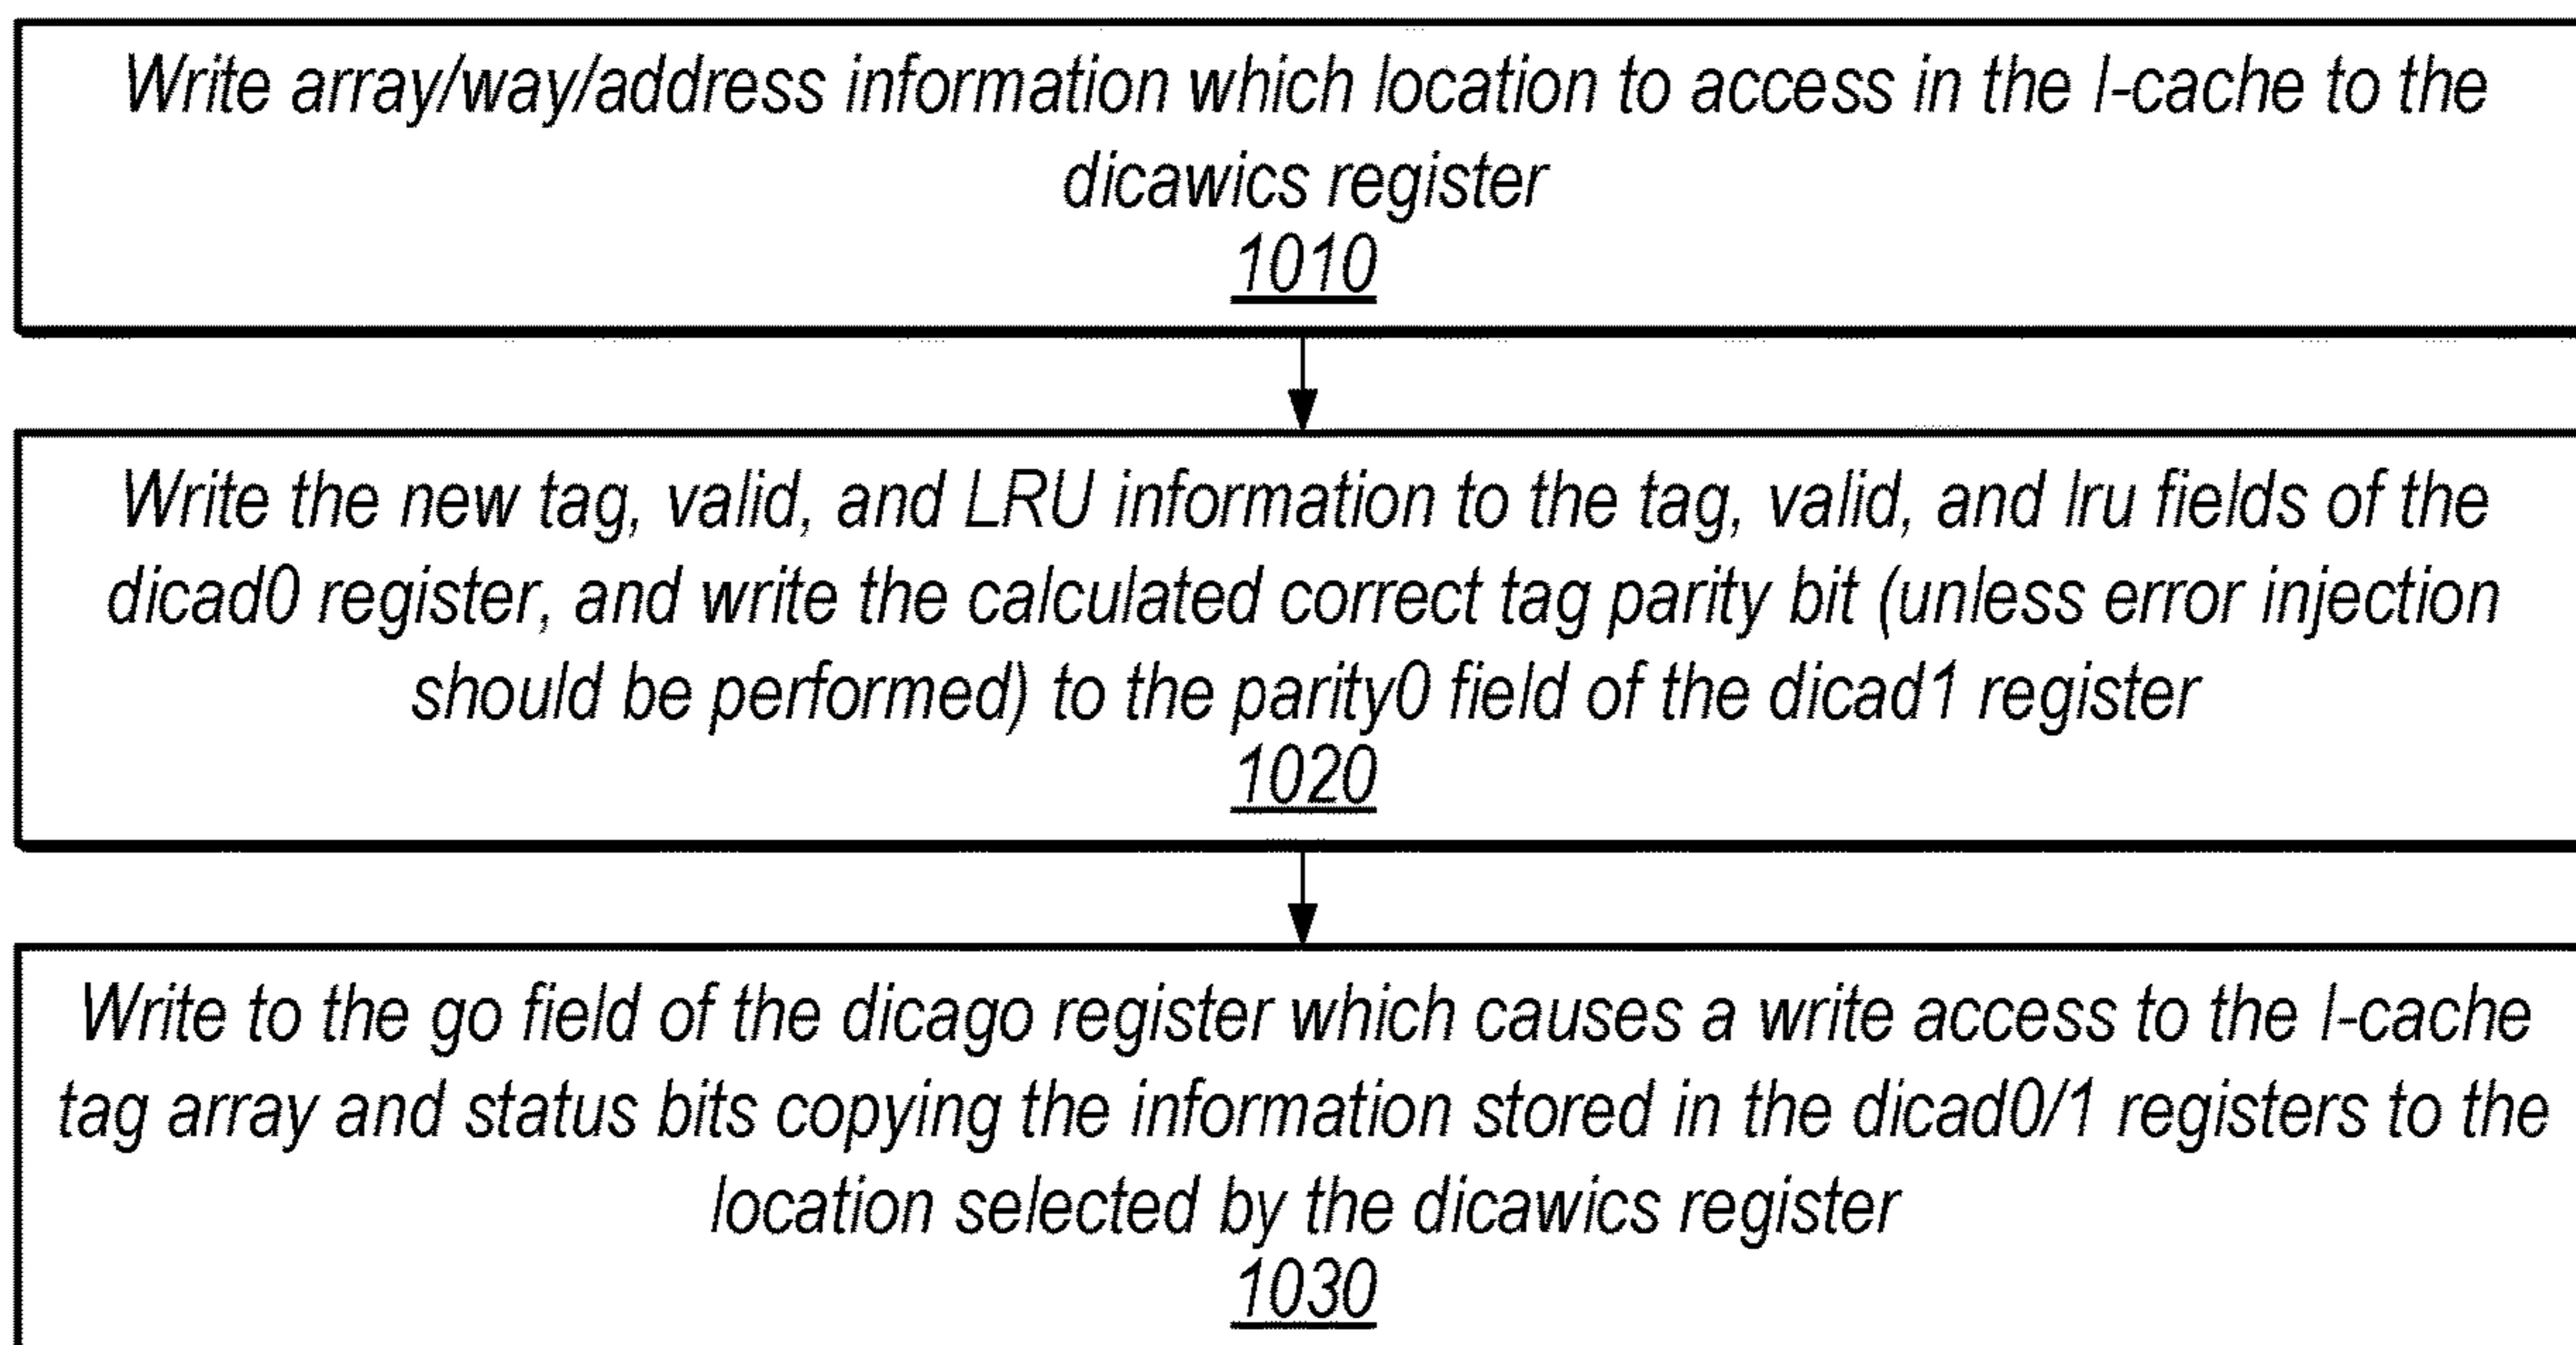 Write array/way/address information which location to access in the I-cache to the
dicawics register
1010
Write the new tag, valid, and LRU information to the tag, valid, and lru fields of the
dicad0 register, and write the calculated correct tag parity bit (unless error injection
should be performed) to the parity0 field of the dicad1 register
1020
Write to the go field of the dicago register which causes a write access to the I-cache
tag array and status bits copying the information stored in the dicad0/1 registers to the
location selected by the dicawics register
1030